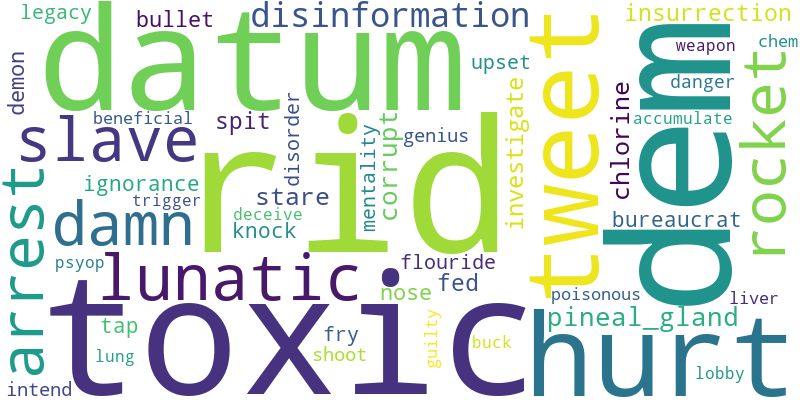 legacy
bullet
disinformation
insurrection
datum
tweet
dem
weapon
chem
demon
upset
danger
rocket
beneficial
spit
slave
rid
disorder
genius
investigate
chlorine
accumulate
mentality
corrupt
ignorance
trigger
stare
deceive
knock
damn
arrest
bureaucrat
psyop
lunatic
flouride
fed
nose
toxic
poisonous
liver
pineal_gland
tap
fry
shoot
guilty
buck
hurt
lung
lobby
intend